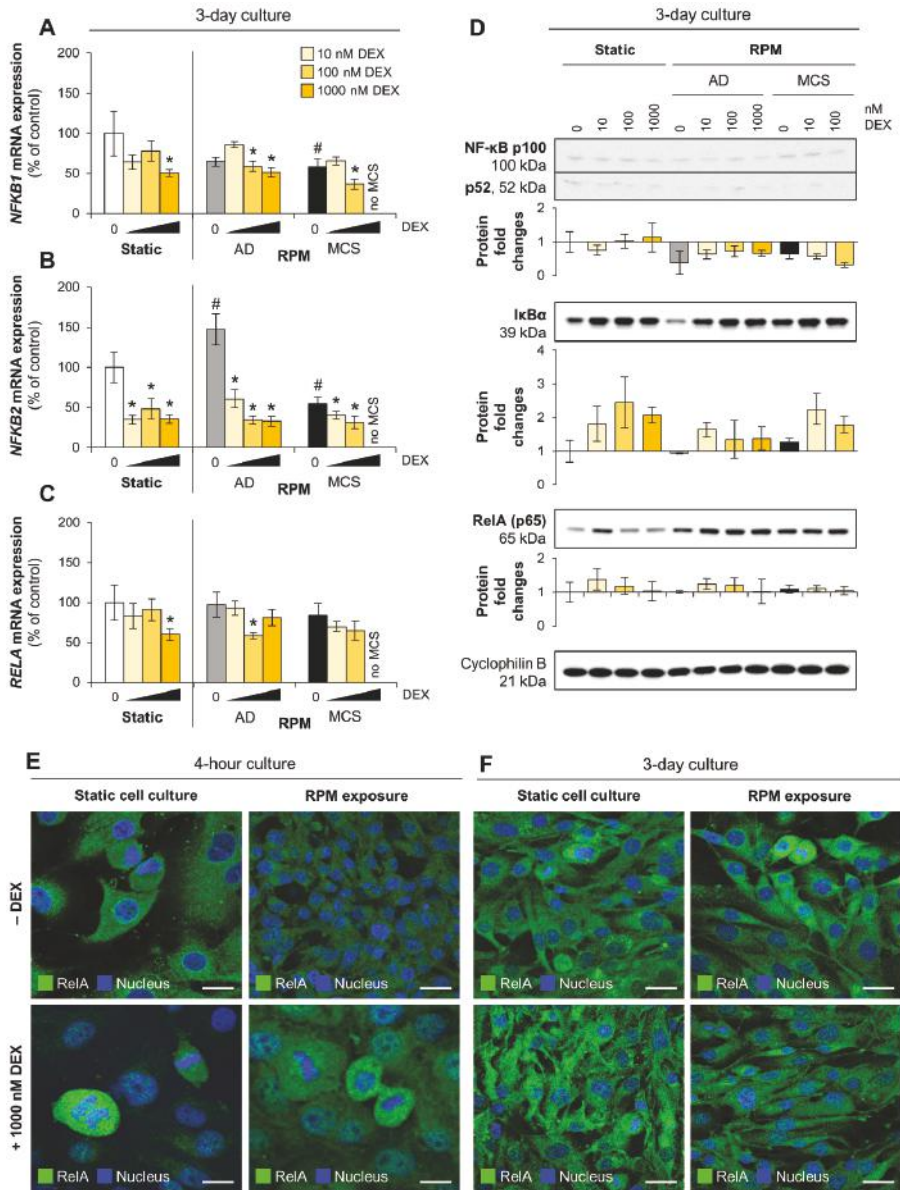 3-day culture
A
NFKB1 mRNA expression
(% of control)
200
150
100
50
0
10 nM DEX
100 nM DEX
1000 nM DEX
*
* *
#
*
no MCS
0 0 0 DEX
Static AD RPM MCS
B
NFKB2 mRNA expression
(% of control)
200
150
100
50
0
* * *
#
* * *
#
* *
no MCS
0 0 0 DEX
Static AD RPM MCS
C
RELA mRNA expression
(% of control)
200
150
100
50
0
*
*
no MCS
0 0 0 DEX
Static AD RPM MCS
D
3-day culture
Static RPM
AD MCS
0 10 100 1000 0 10 100 1000 0 10 100 nM
DEX
NF-κB p100
100 kDa
p52, 52 kDa
Protein fold changes
2
1
0
IκBα
39 kDa
Protein fold changes
4
3
2
1
0
RelA (p65)
65 kDa
Protein fold changes
2
1
0
Cyclophilin B
21 kDa
E
4-hour culture
Static cell culture RPM exposure
– DEX
RelA Nucleus
RelA Nucleus
+ 1000 nM DEX
RelA Nucleus
RelA Nucleus
F
3-day culture
Static cell culture RPM exposure
RelA Nucleus
RelA Nucleus
RelA Nucleus
RelA Nucleus